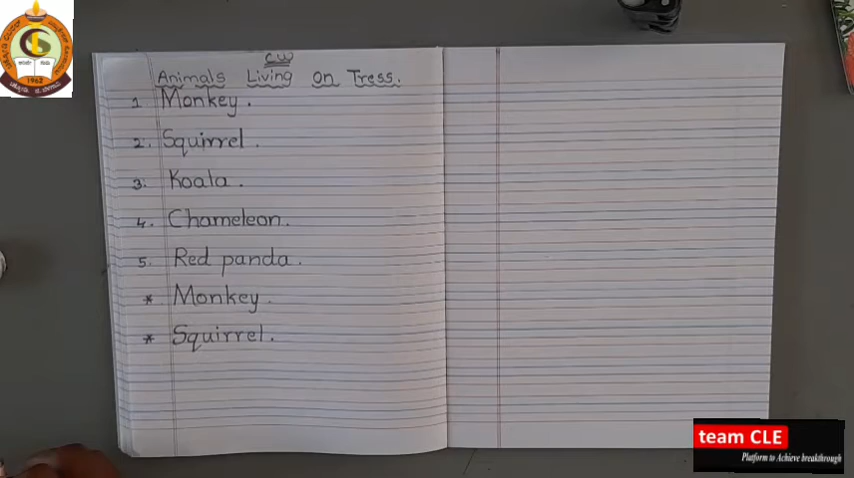 CW
Animals Living on Tress.
1. Monkey.
2. Squirrel.
3. Koala.
4. Chameleon.
5. Red panda.
* Monkey.
* Squirrel.
1962
team CLE
Platform to Achieve breakthrough